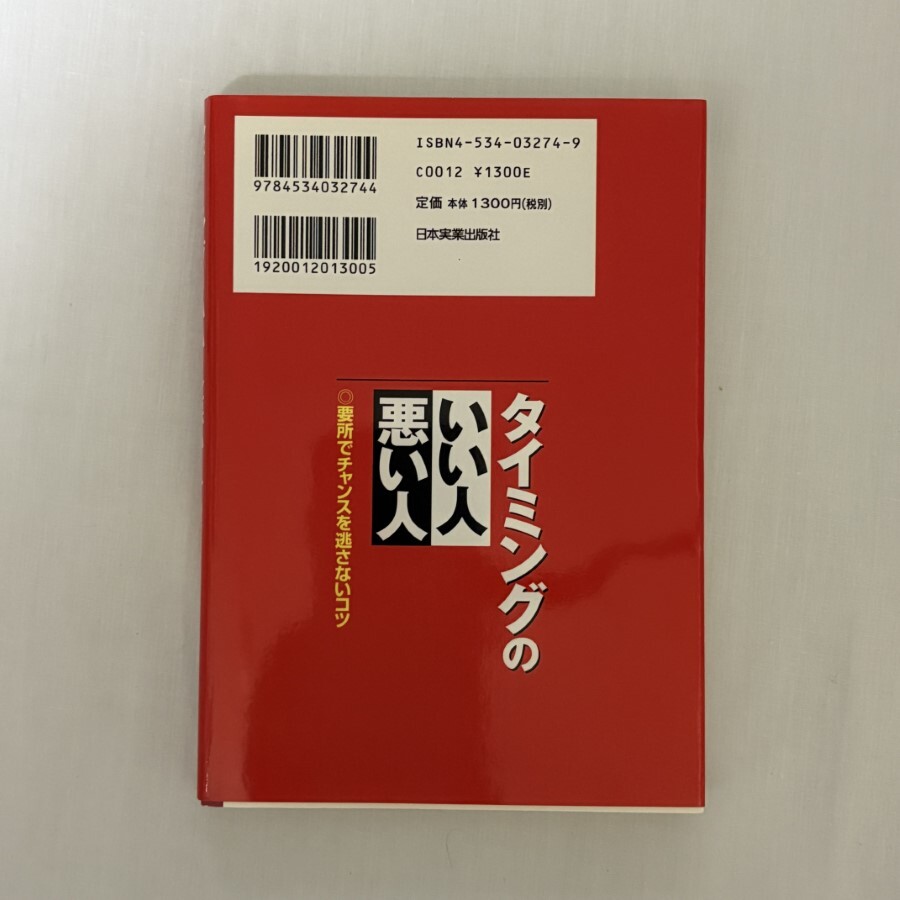 ISBN4-534-03274-9
C0012 ¥1300E
定価 本体1300円(税別)
日本実業出版社
9784534032744
1920012013005
タイミングの
いい人
悪い人
◎要所でチャンスを逃さないコツ